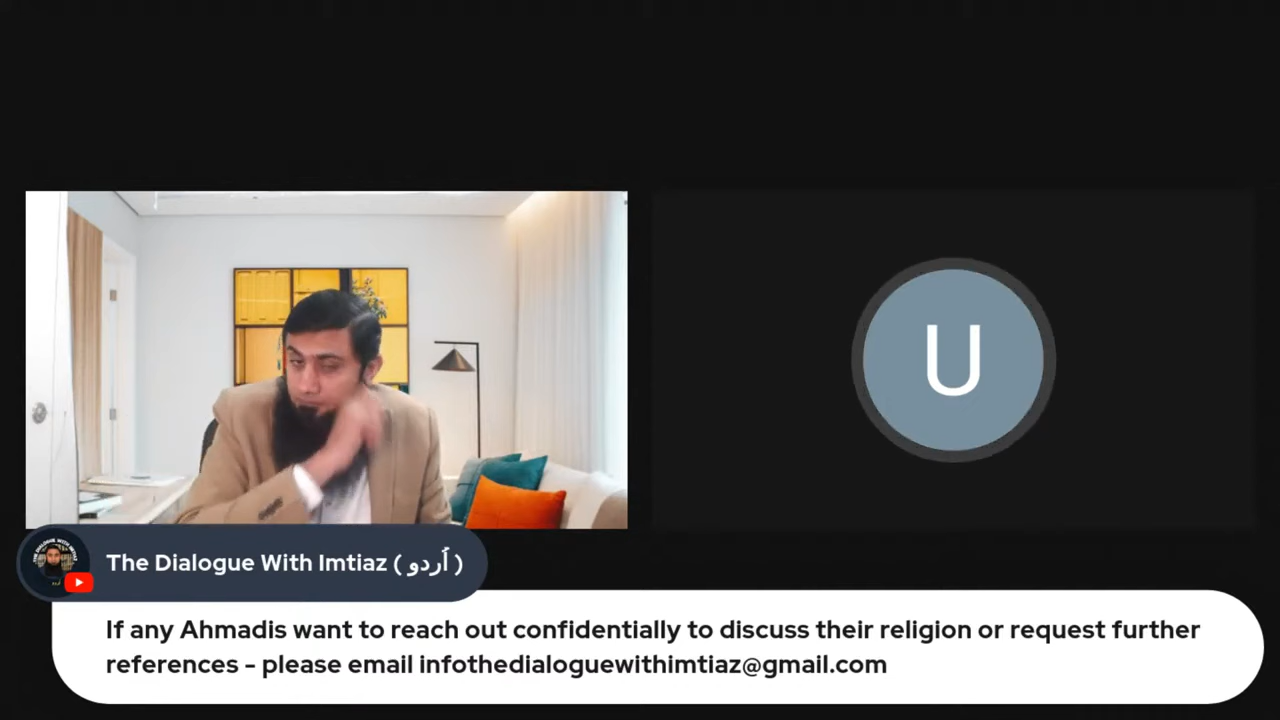 U
The Dialogue With Imtiaz ( اُردو )
If any Ahmadis want to reach out confidentially to discuss their religion or request further
references - please email infothedialoguewithimtiaz@gmail.com